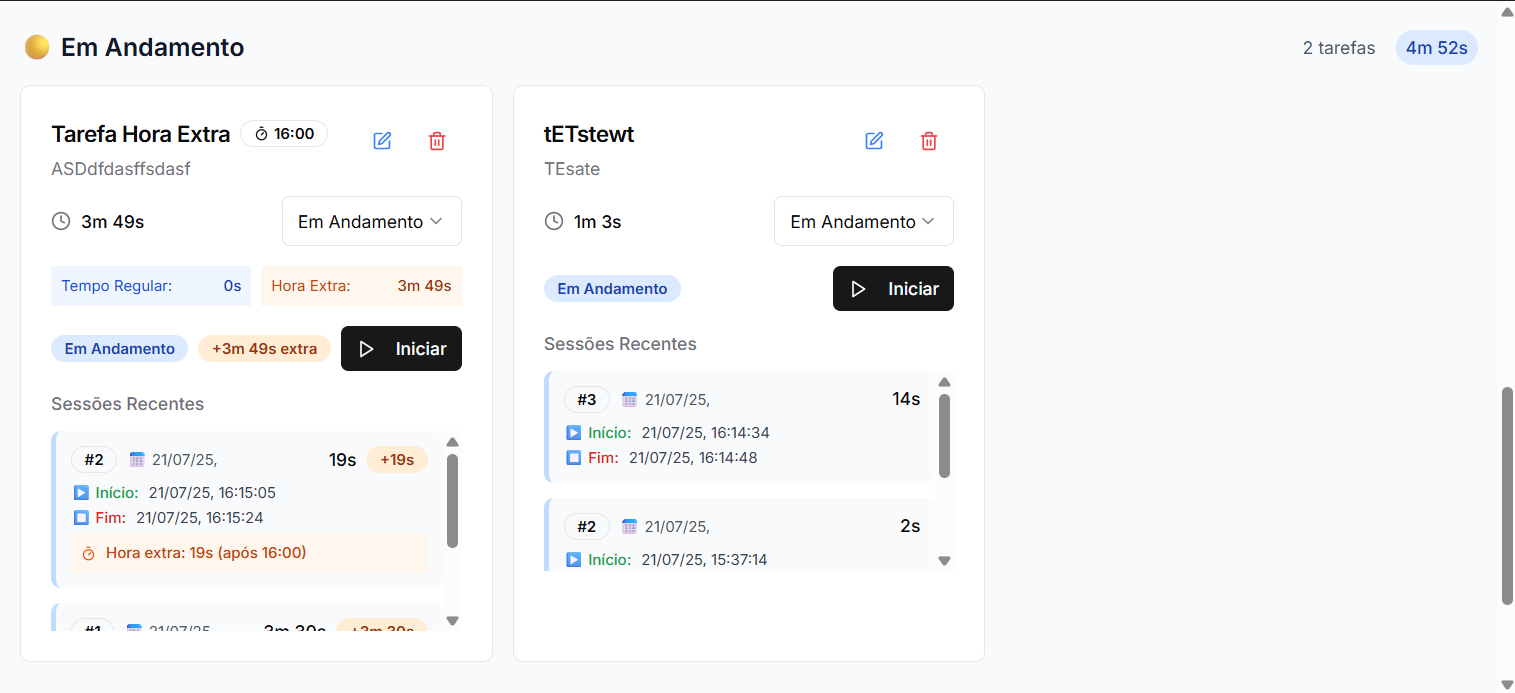 Em Andamento
2 tarefas
4m 52s
Tarefa Hora Extra
16:00
ASDdfdasffsdasf
3m 49s
Em Andamento
Tempo Regular: 0s
Hora Extra: 3m 49s
Em Andamento
+3m 49s extra
Iniciar
Sessões Recentes
#2 21/07/25, 19s +19s
Início: 21/07/25, 16:15:05
Fim: 21/07/25, 16:15:24
Hora extra: 19s (após 16:00)
#1 21/07/25, 3m 30s +3m 30s
tETstewt
TEsate
1m 3s
Em Andamento
Em Andamento
Iniciar
Sessões Recentes
#3 21/07/25, 14s
Início: 21/07/25, 16:14:34
Fim: 21/07/25, 16:14:48
#2 21/07/25, 2s
Início: 21/07/25, 15:37:14